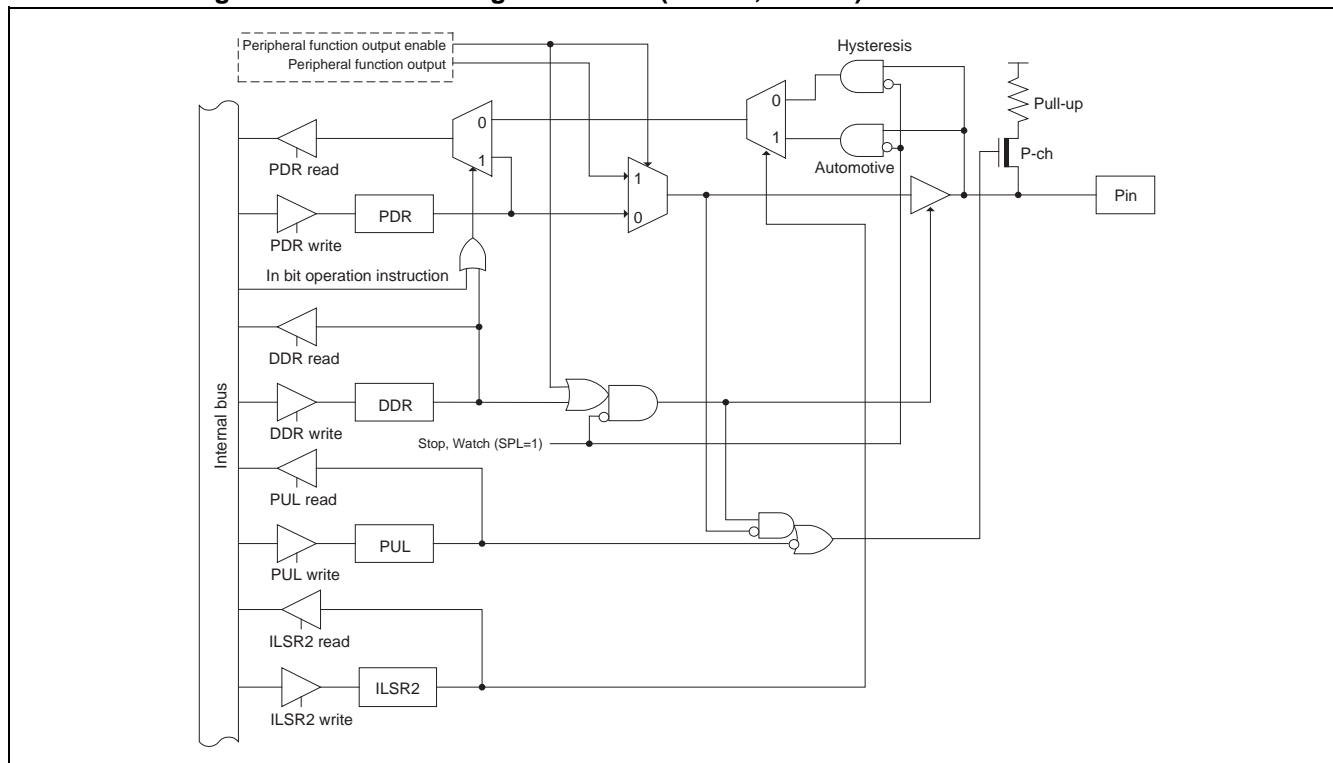 Peripheral function output enable
Peripheral function output
Hysteresis
0
1
Automotive
Pull-up
P-ch
Pin
0
1
PDR read
1
0
PDR
PDR write
In bit operation instruction
DDR read
DDR
DDR write
Stop, Watch (SPL=1)
Internal bus
PUL read
PUL
PUL write
ILSR2 read
ILSR2
ILSR2 write